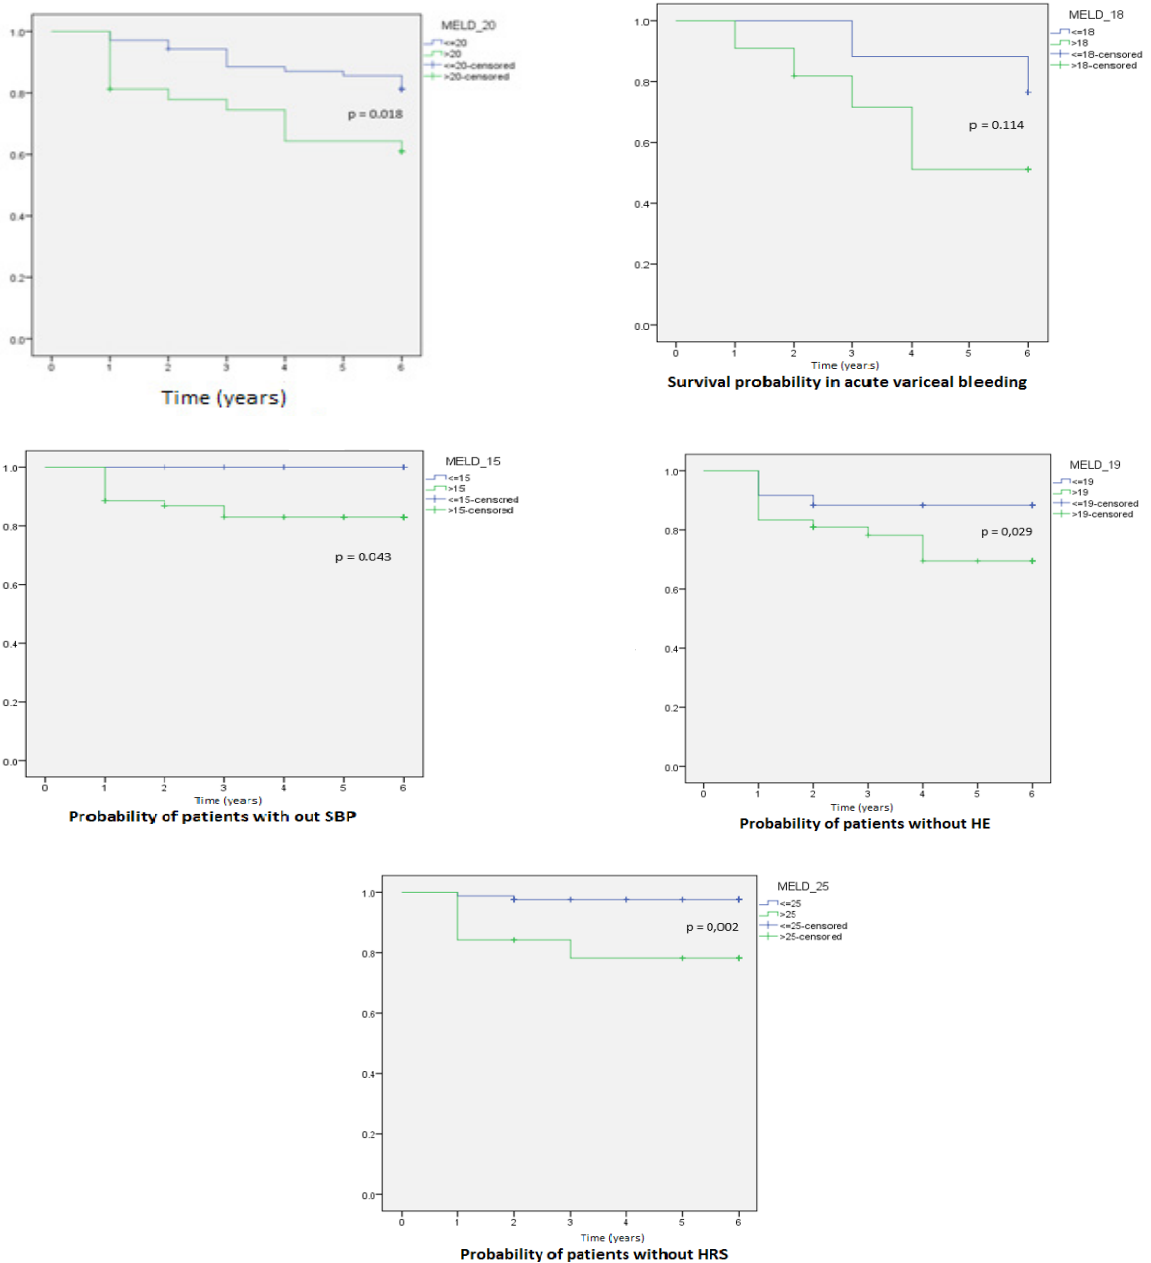 MELD_20
<=20
>20
<=20-censored
>20-censored
1.0
0.8
0.6
0.4
0.2
0.0
p = 0.018
0 1 2 3 4 5 6
Time (years)
MELD_18
<=18
>18
<=18-censored
>18-censored
1.0
0.8
0.6
0.4
0.2
0.0
p = 0.114
0 1 2 3 4 5 6
Time (years)
Survival probability in acute variceal bleeding
MELD_15
<=15
>15
<=15-censored
>15-censored
1.0
0.8
0.6
0.4
0.2
0.0
p = 0.043
0 1 2 3 4 5 6
Time (years)
Probability of patients with out SBP
MELD_19
<=19
>19
<=19-censored
>19-censored
1.0
0.8
0.6
0.4
0.2
0.0
p = 0,029
0 1 2 3 4 5 6
Time (years)
Probability of patients without HE
MELD_25
<=25
>25
<=25-censored
>25-censored
1.0
0.8
0.6
0.4
0.2
0.0
p = 0,002
0 1 2 3 4 5 6
Time (years)
Probability of patients without HRS